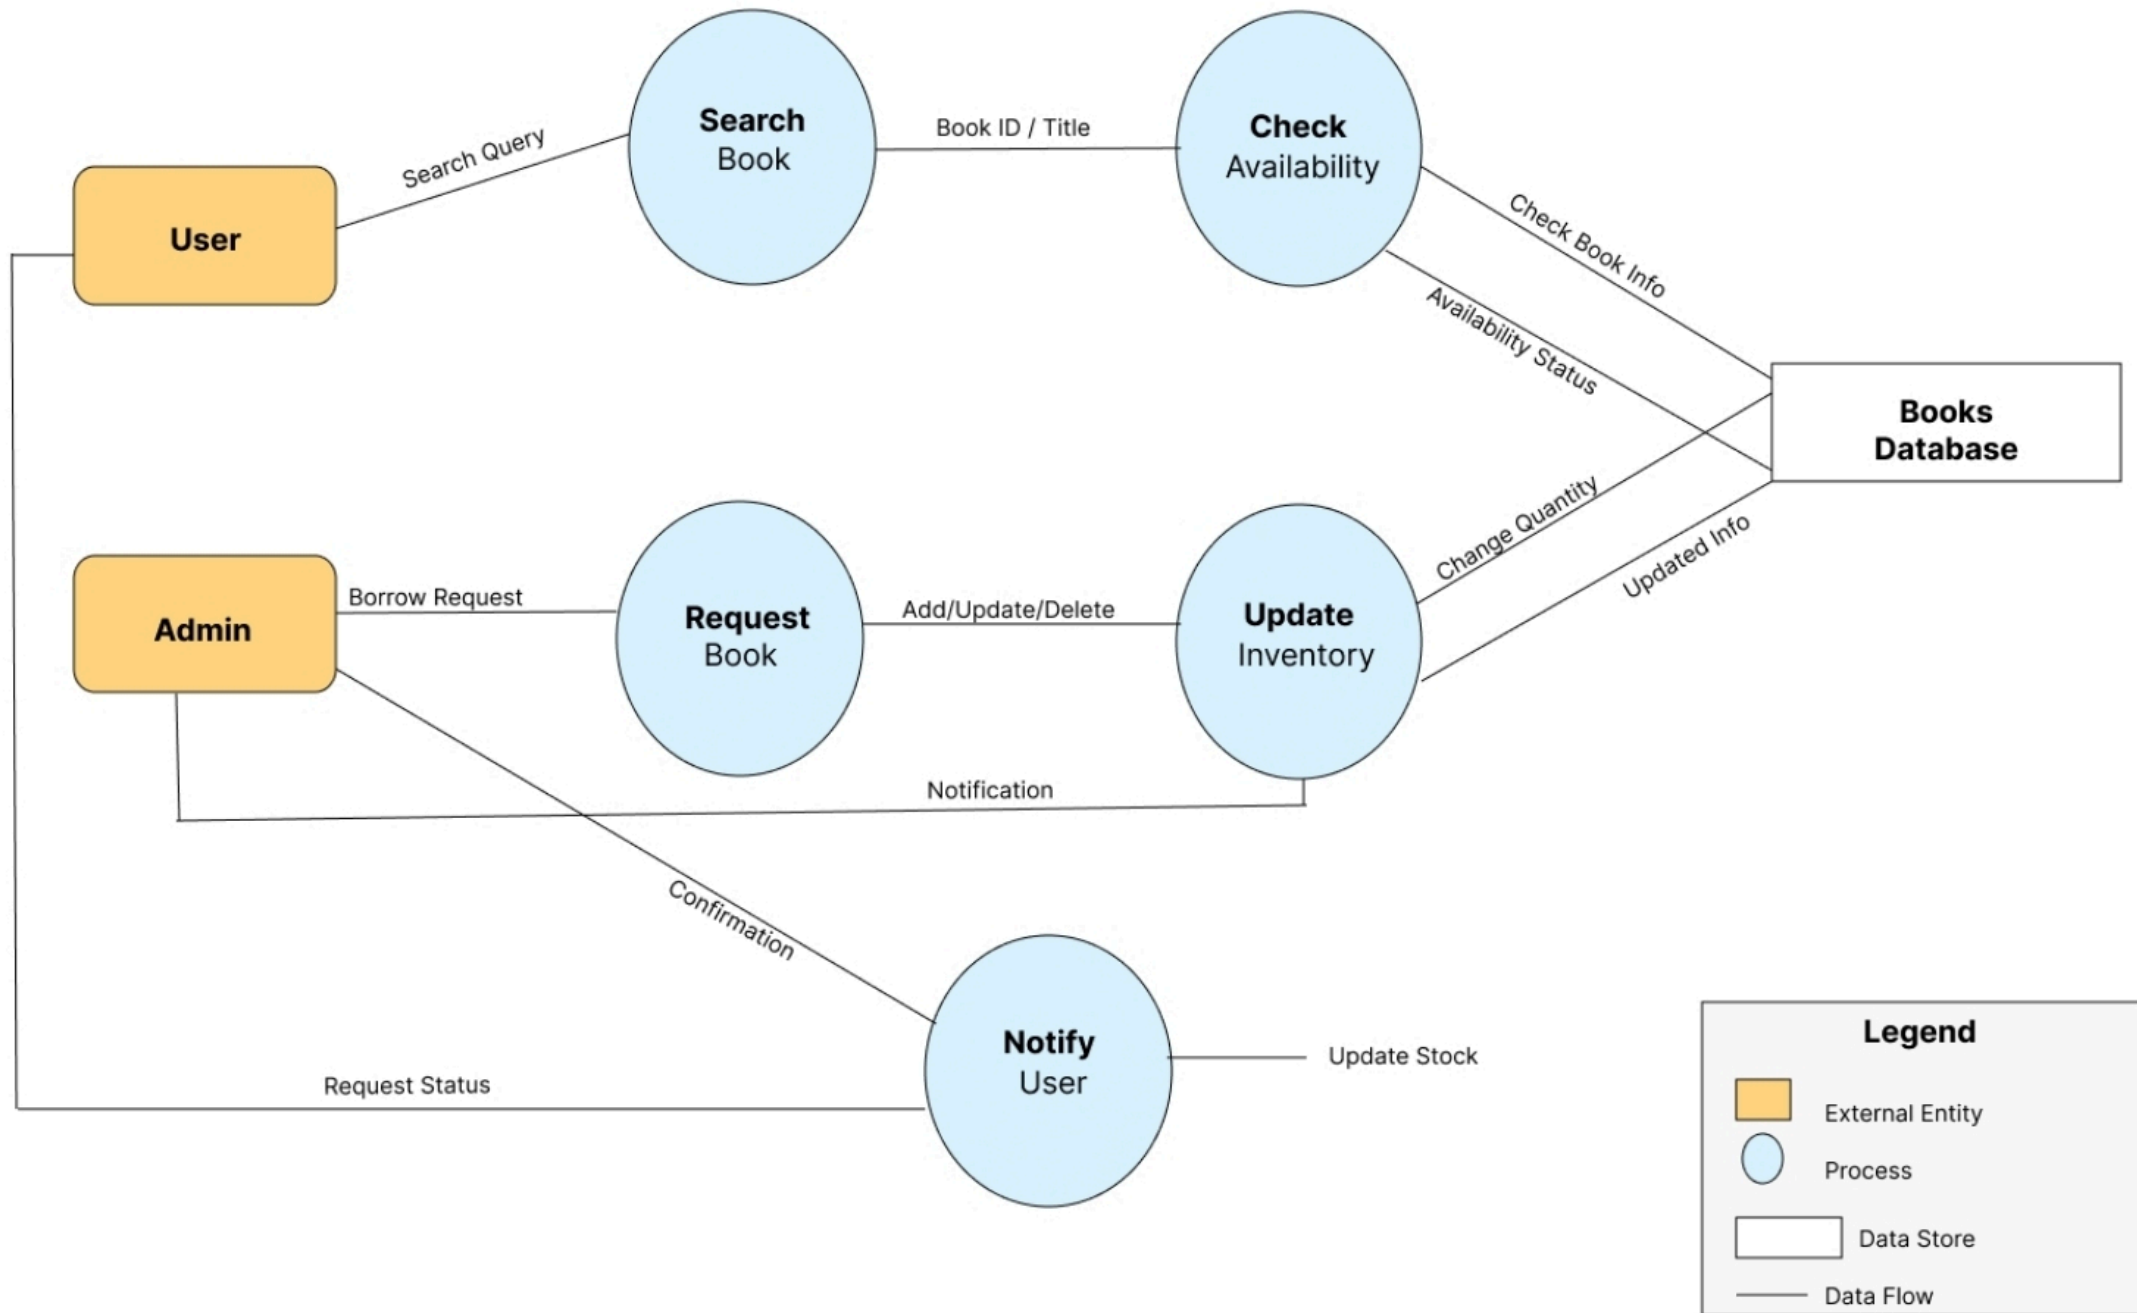 Search
Book
Book ID / Title
Check
Availability
Search Query
User
Check Book Info
Availability Status
Books
Database
Change Quantity
Updated Info
Admin
Borrow Request
Request
Book
Add/Update/Delete
Update
Inventory
Notification
Confirmation
Notify
User
Update Stock
Request Status
Legend
External Entity
Process
Data Store
Data Flow